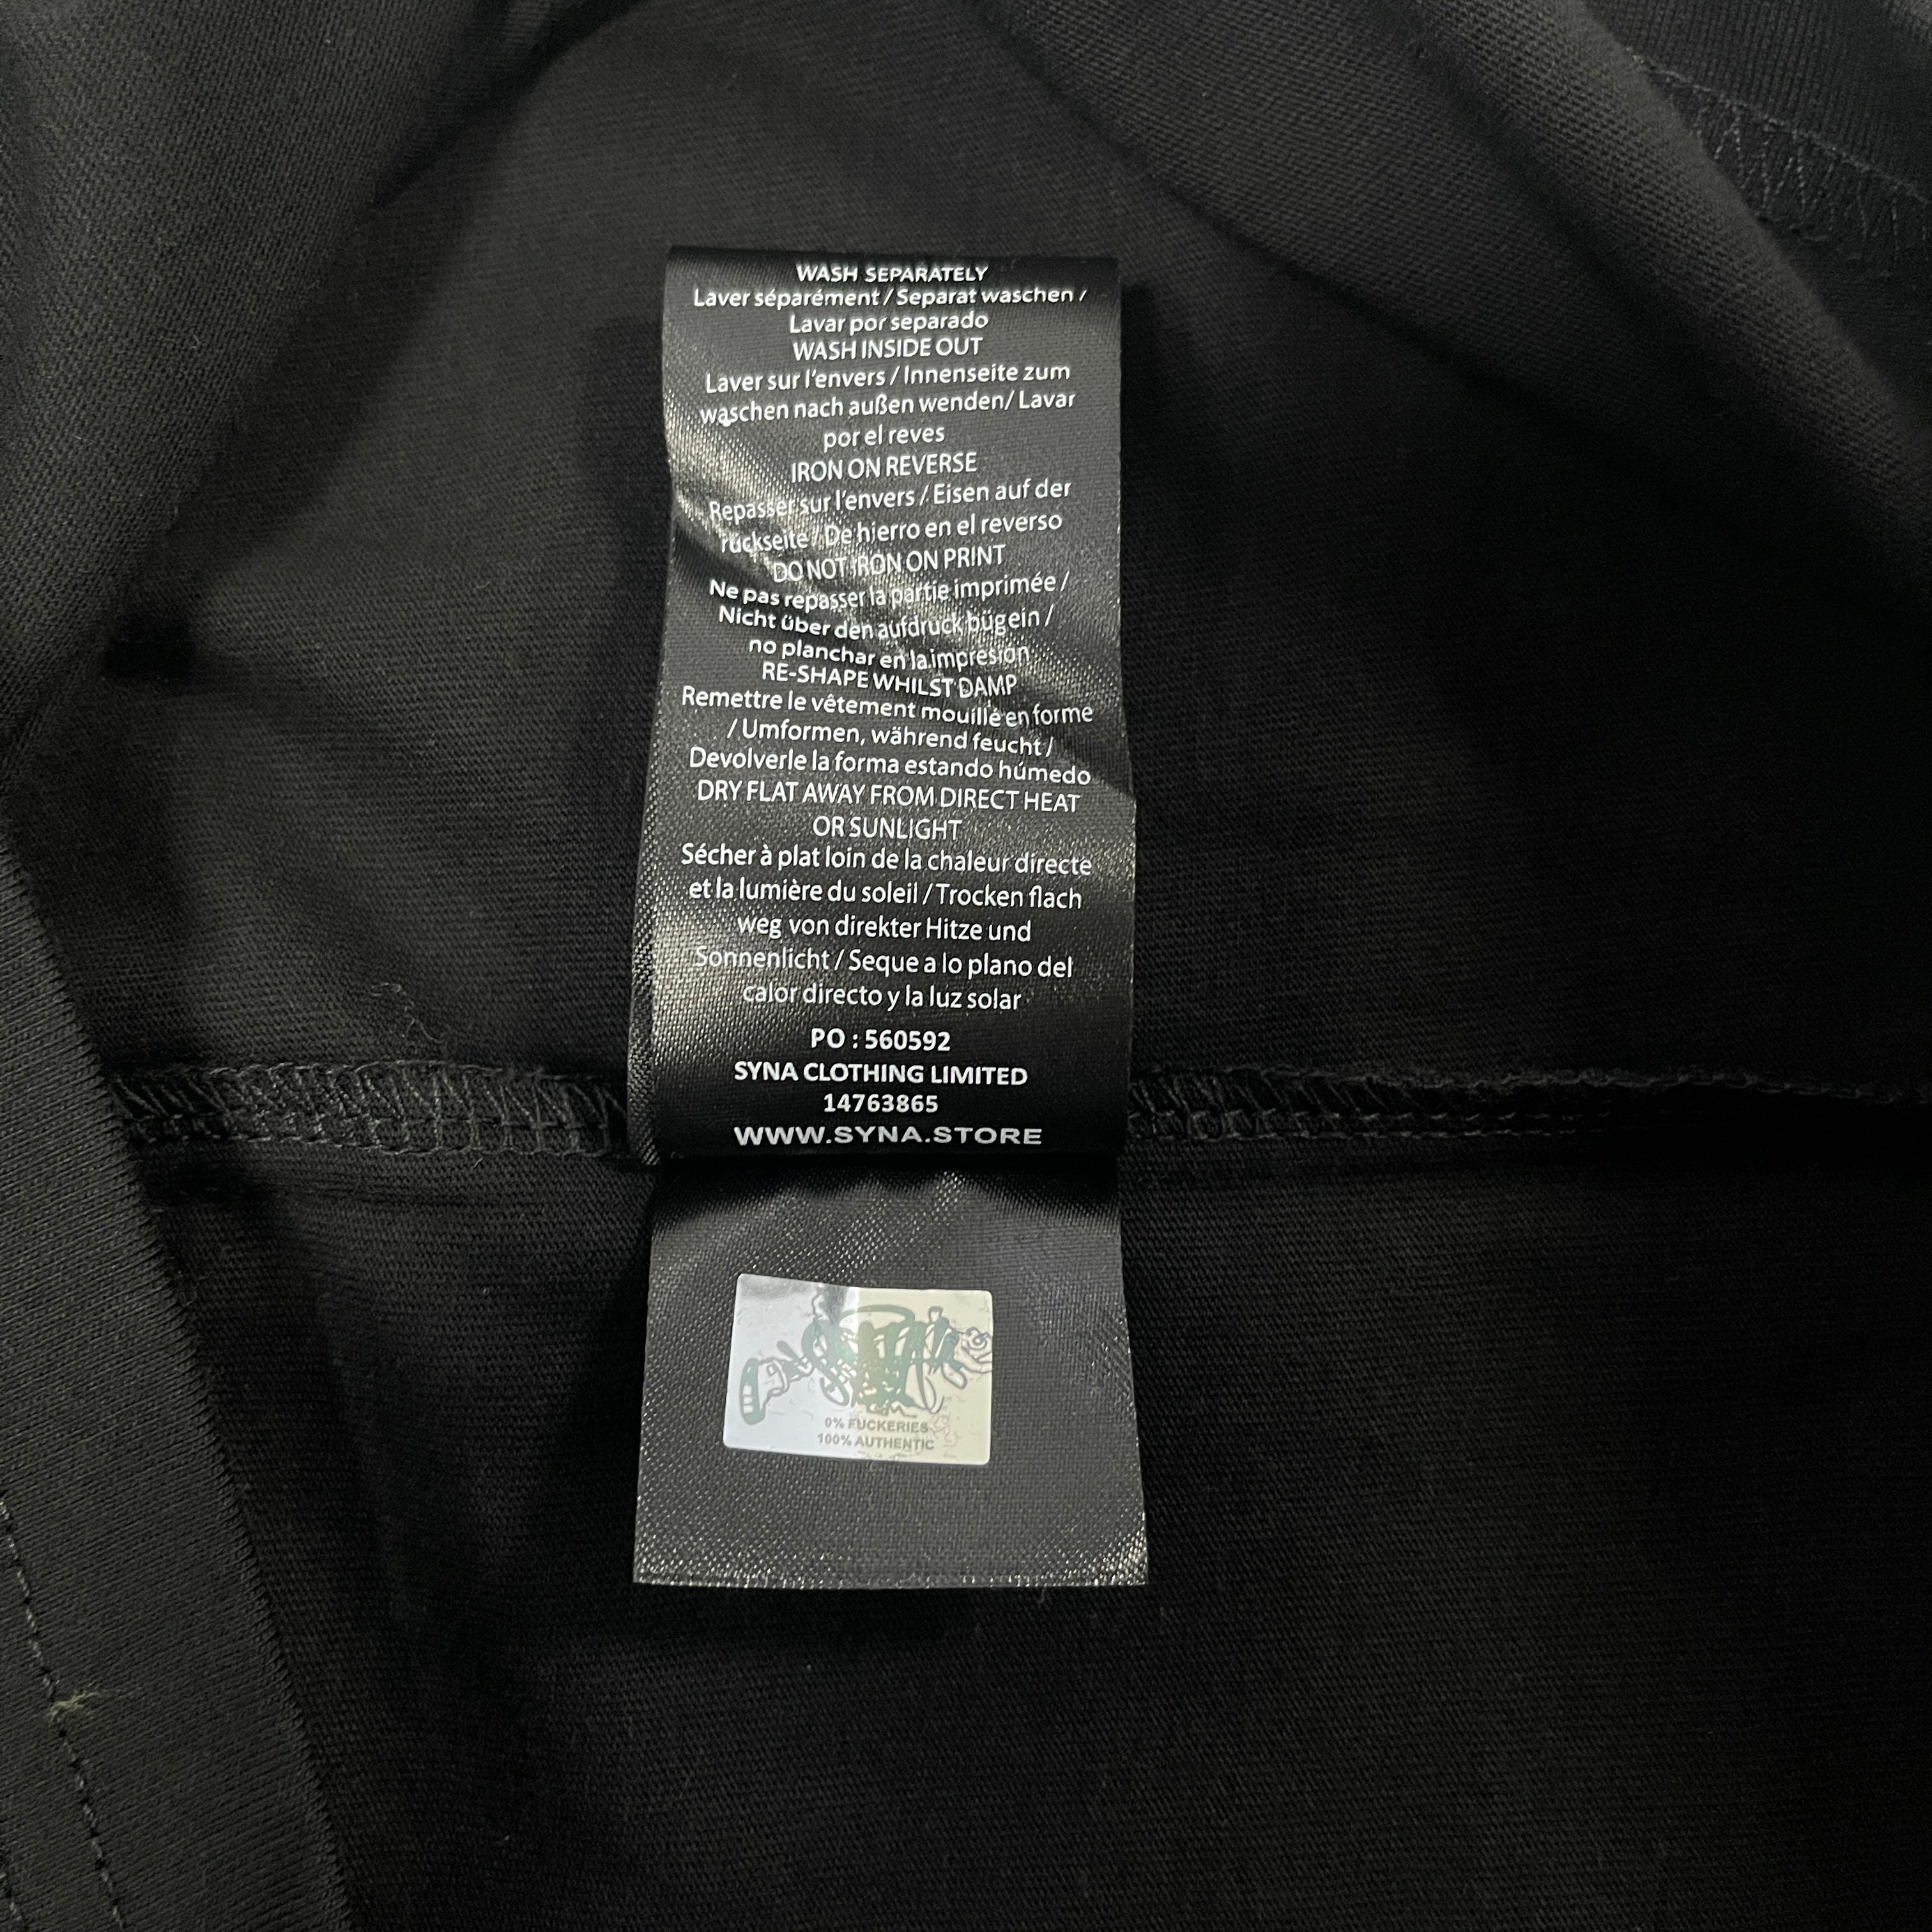 WASH SEPARATELY
Laver séparément / Separat waschen /
Lavar por separado
WASH INSIDE OUT
Laver sur l'envers / Innenseite zum
waschen nach außen wenden/ Lavar
por el reves
IRON ON REVERSE
Repasser sur l'envers / Eisen auf der
rückseite / De hierro en el reverso
DO NOT IRON ON PRINT
Ne pas repasser la partie imprimée /
Nicht über den aufdruck bügein /
no planchar en la impresión
RE-SHAPE WHILST DAMP
Remettre le vêtement mouillé en forme
/ Umformen, während feucht /
Devolverle la forma estando húmedo
DRY FLAT AWAY FROM DIRECT HEAT
OR SUNLIGHT
Sécher à plat loin de la chaleur directe
et la lumière du soleil / Trocken flach
weg von direkter Hitze und
Sonnenlicht / Seque a lo plano del
calor directo y la luz solar
PO : 560592
SYNA CLOTHING LIMITED
14763865
WWW.SYNA.STORE
0% FUCKERIES
100% AUTHENTIC